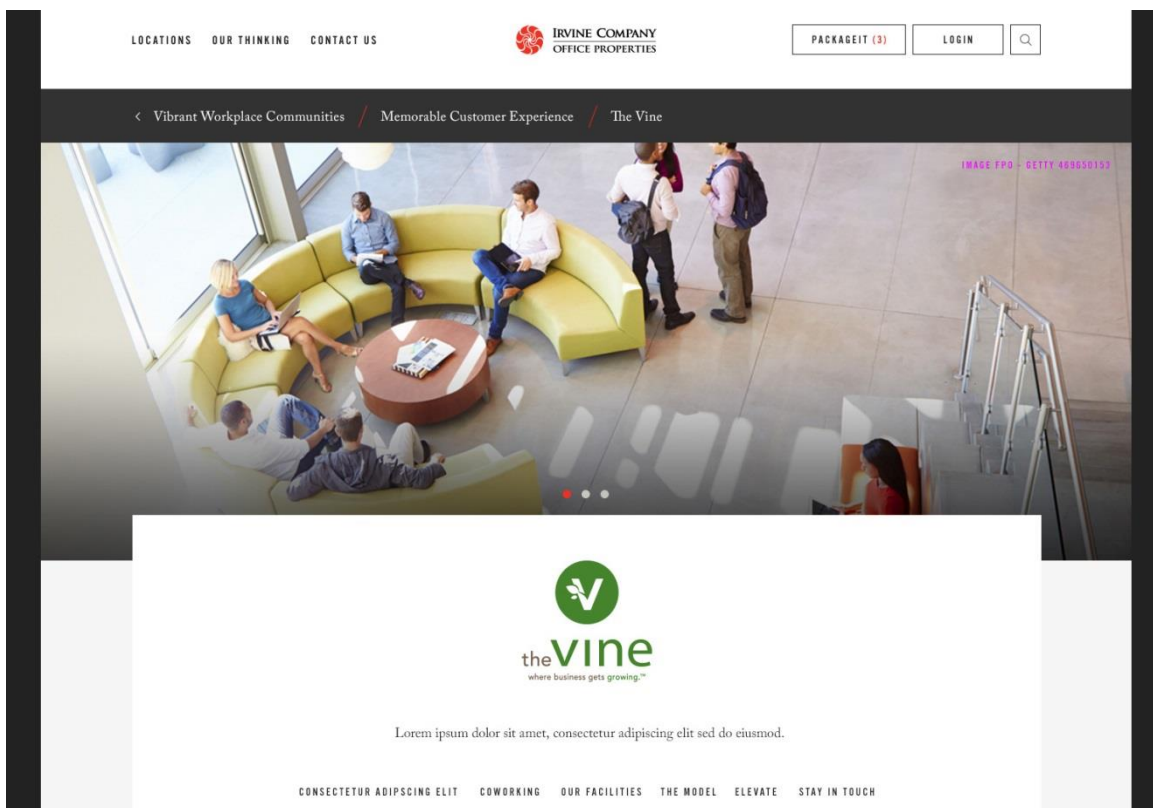 LOCATIONS OUR THINKING CONTACT US
IRVINE COMPANY
OFFICE PROPERTIES
PACKAGEIT (3) LOGIN
< Vibrant Workplace Communities / Memorable Customer Experience / The Vine
IMAGE FPO - GETTY 469650153
the vine
where business gets growing.™
Lorem ipsum dolor sit amet, consectetur adipiscing elit sed do eiusmod.
CONSECTETUR ADIPSCING ELIT COWORKING OUR FACILITIES THE MODEL ELEVATE STAY IN TOUCH